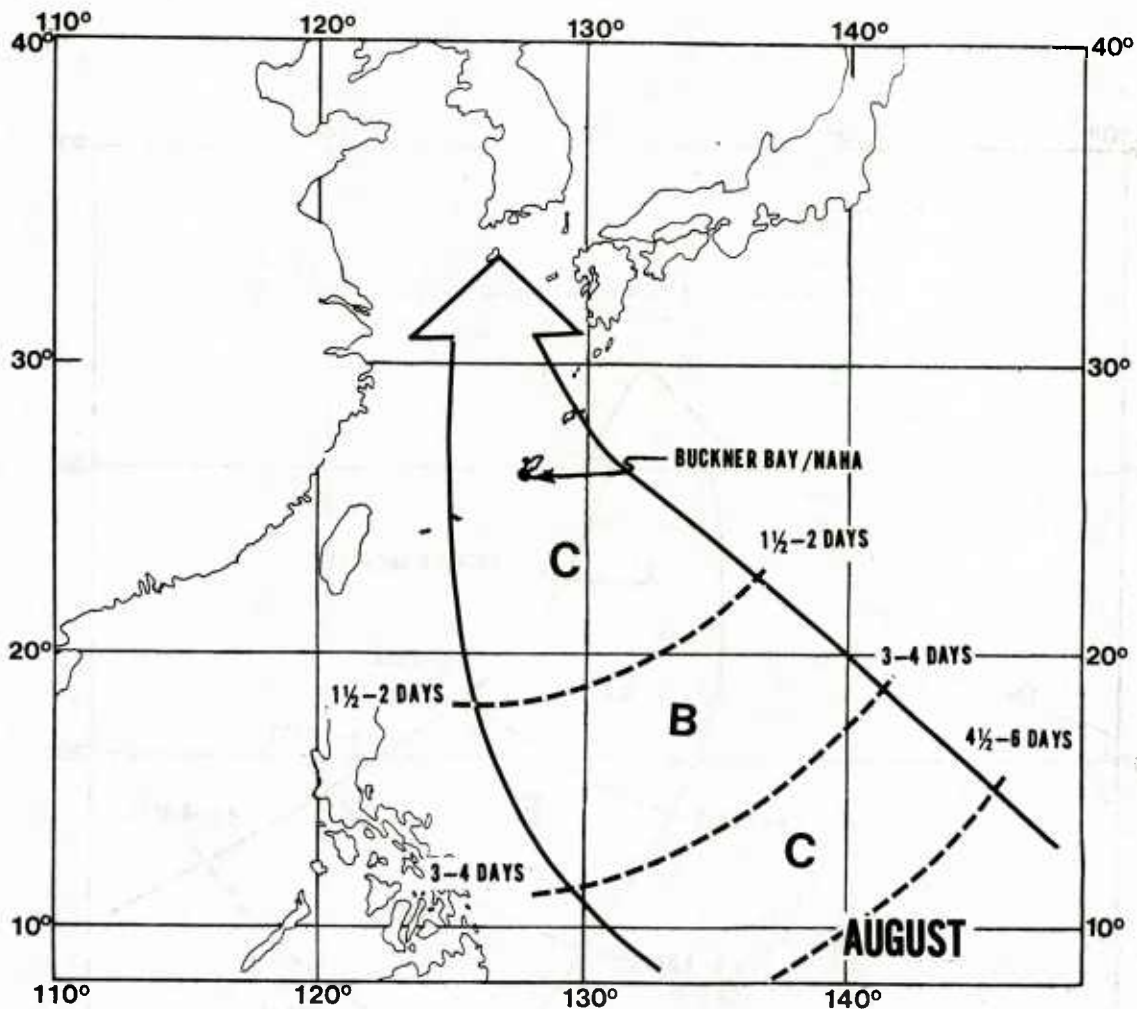 110° 120° 130° 140°
40° 40°
30° 30°
BUCKNER BAY/NAHA
1½-2 DAYS
C
20° 3-4 DAYS 20°
1½-2 DAYS
B
4½-6 DAYS
3-4 DAYS
C
10° AUGUST 10°
110° 120° 130° 140°